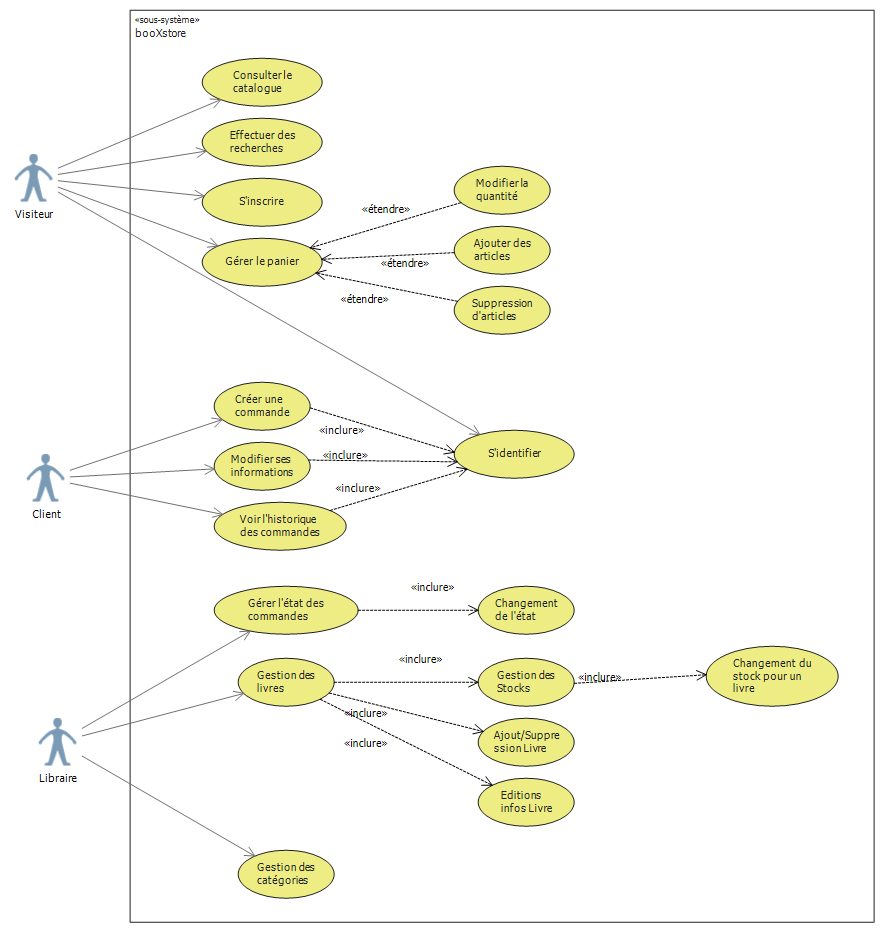 «sous-système»
booXstore
Consulter le
catalogue
Effectuer des
recherches
S'inscrire
Visiteur
Gérer le panier
«étendre»
«étendre»
«étendre»
Modifier la
quantité
Ajouter des
articles
Suppression
d'articles
Créer une
commande
Modifier ses
informations
Voir l'historique
des commandes
Client
«inclure»
«inclure»
«inclure»
S'identifier
Gérer l'état des
commandes
«inclure»
Changement
de l'état
Gestion des
livres
«inclure»
Gestion des
Stocks
«inclure»
Changement du
stock pour un
livre
«inclure»
Ajout/Suppre
ssion Livre
«inclure»
Editions
infos Livre
Libraire
Gestion des
catégories